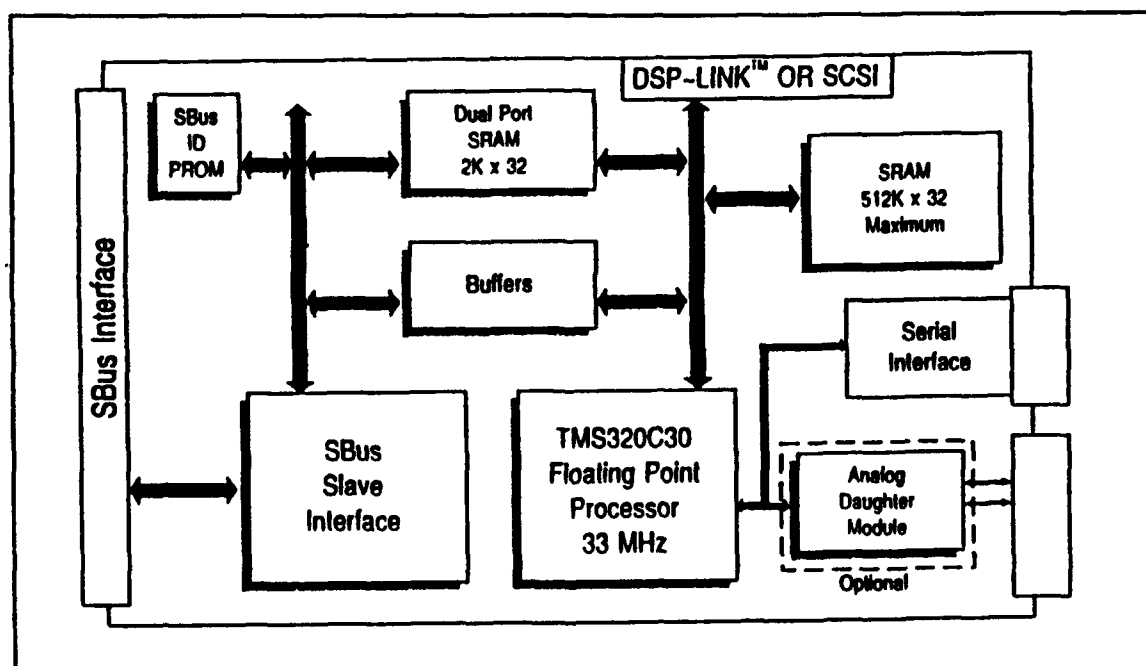 DSP~LINK™ OR SCSI
SBus
ID
PROM
Dual Port
SRAM
2K x 32
SRAM
512K x 32
Maximum
SBus Interface
Buffers
Serial
Interface
SBus
Slave
Interface
TMS320C30
Floating Point
Processor
33 MHz
Analog
Daughter
Module
Optional